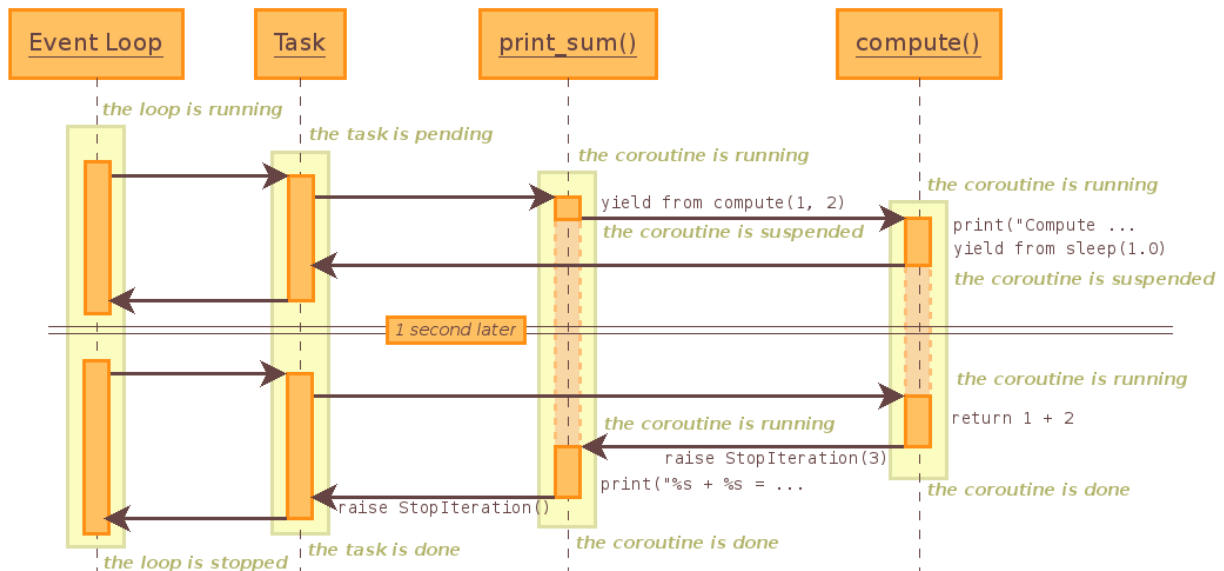 Event Loop
Task
print_sum()
compute()
the loop is running
the task is pending
the coroutine is running
the coroutine is running
yield from compute(1, 2)
print("Compute ...
the coroutine is suspended
yield from sleep(1.0)
the coroutine is suspended
1 second later
the coroutine is running
return 1 + 2
the coroutine is running
raise StopIteration(3)
print("%s + %s = ...
the coroutine is done
raise StopIteration()
the coroutine is done
the task is done
the loop is stopped